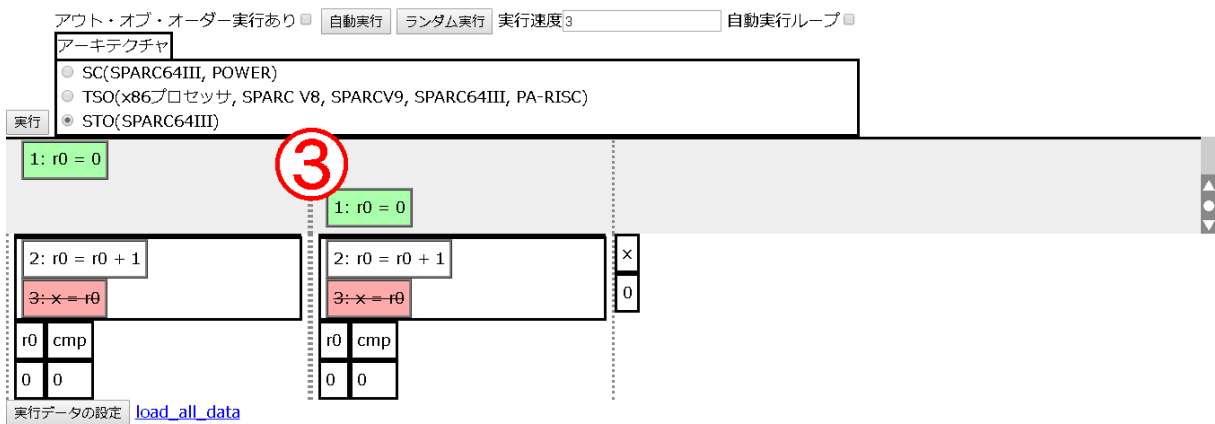 アウト・オブ・オーダー実行あり 自動実行 ランダム実行 実行速度3 自動実行ループ
アーキテクチャ
SC(SPARC64III, POWER)
TSO(x86プロセッサ, SPARC V8, SPARCV9, SPARC64III, PA-RISC)
実行 STO(SPARC64III)
1: r0 = 0
③
1: r0 = 0
2: r0 = r0 + 1 2: r0 = r0 + 1 x
3: x = r0 3: x = r0 0
r0 cmp r0 cmp
0 0 0 0
実行データの設定 load_all_data